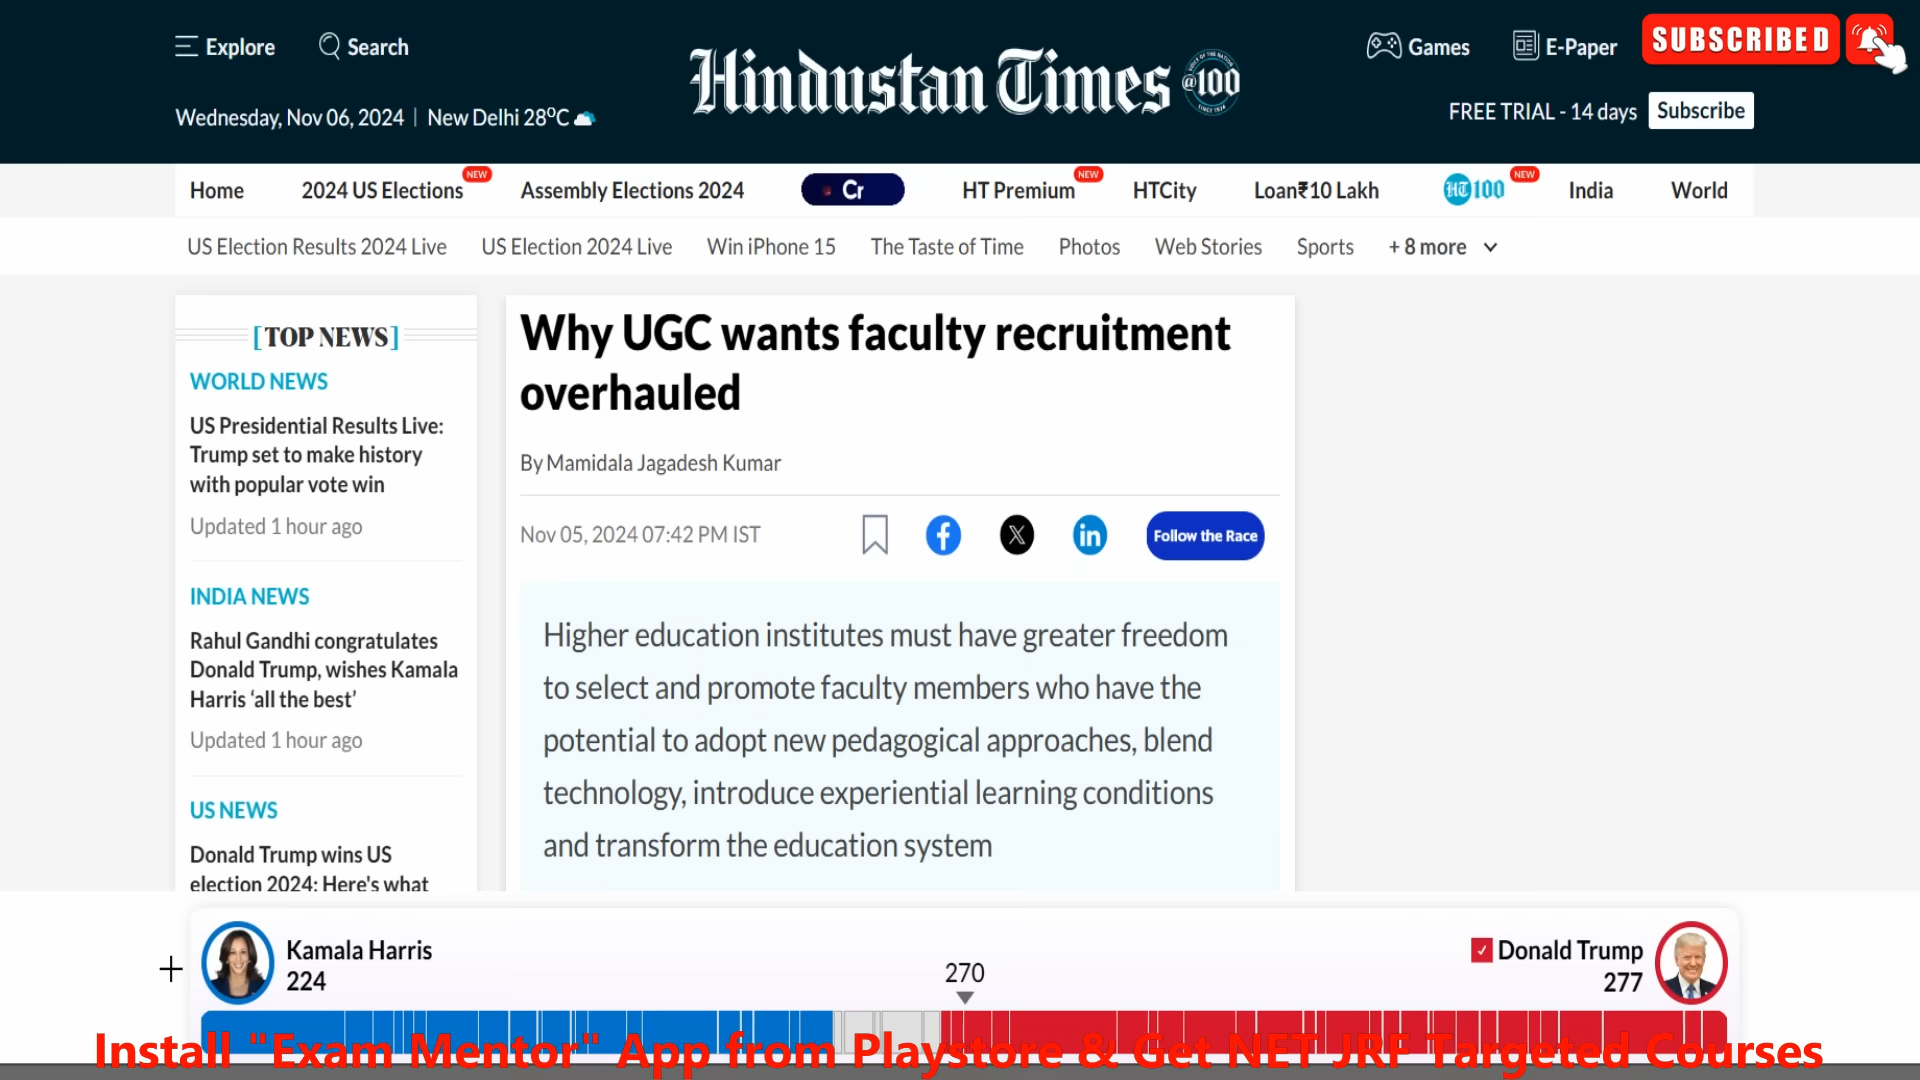 Explore
Search
Hindustan Times @100
Games
E-Paper
SUBSCRIBED
Wednesday, Nov 06, 2024 | New Delhi 28⁰C
FREE TRIAL - 14 days
Subscribe
Home
2024 US Elections NEW
Assembly Elections 2024
Cr
HT Premium NEW
HTCity
Loan₹10 Lakh
HT100 NEW
India
World
US Election Results 2024 Live
US Election 2024 Live
Win iPhone 15
The Taste of Time
Photos
Web Stories
Sports
+ 8 more
[TOP NEWS]
WORLD NEWS
US Presidential Results Live:
Trump set to make history
with popular vote win
Updated 1 hour ago
INDIA NEWS
Rahul Gandhi congratulates
Donald Trump, wishes Kamala
Harris ‘all the best’
Updated 1 hour ago
US NEWS
Donald Trump wins US
election 2024: Here's what
Why UGC wants faculty recruitment
overhauled
By Mamidala Jagadesh Kumar
Nov 05, 2024 07:42 PM IST
Follow the Race
Higher education institutes must have greater freedom
to select and promote faculty members who have the
potential to adopt new pedagogical approaches, blend
technology, introduce experiential learning conditions
and transform the education system
Kamala Harris
224
270
Donald Trump
277
Install "Exam Mentor" App from Playstore & Get NET JRF Targeted Courses